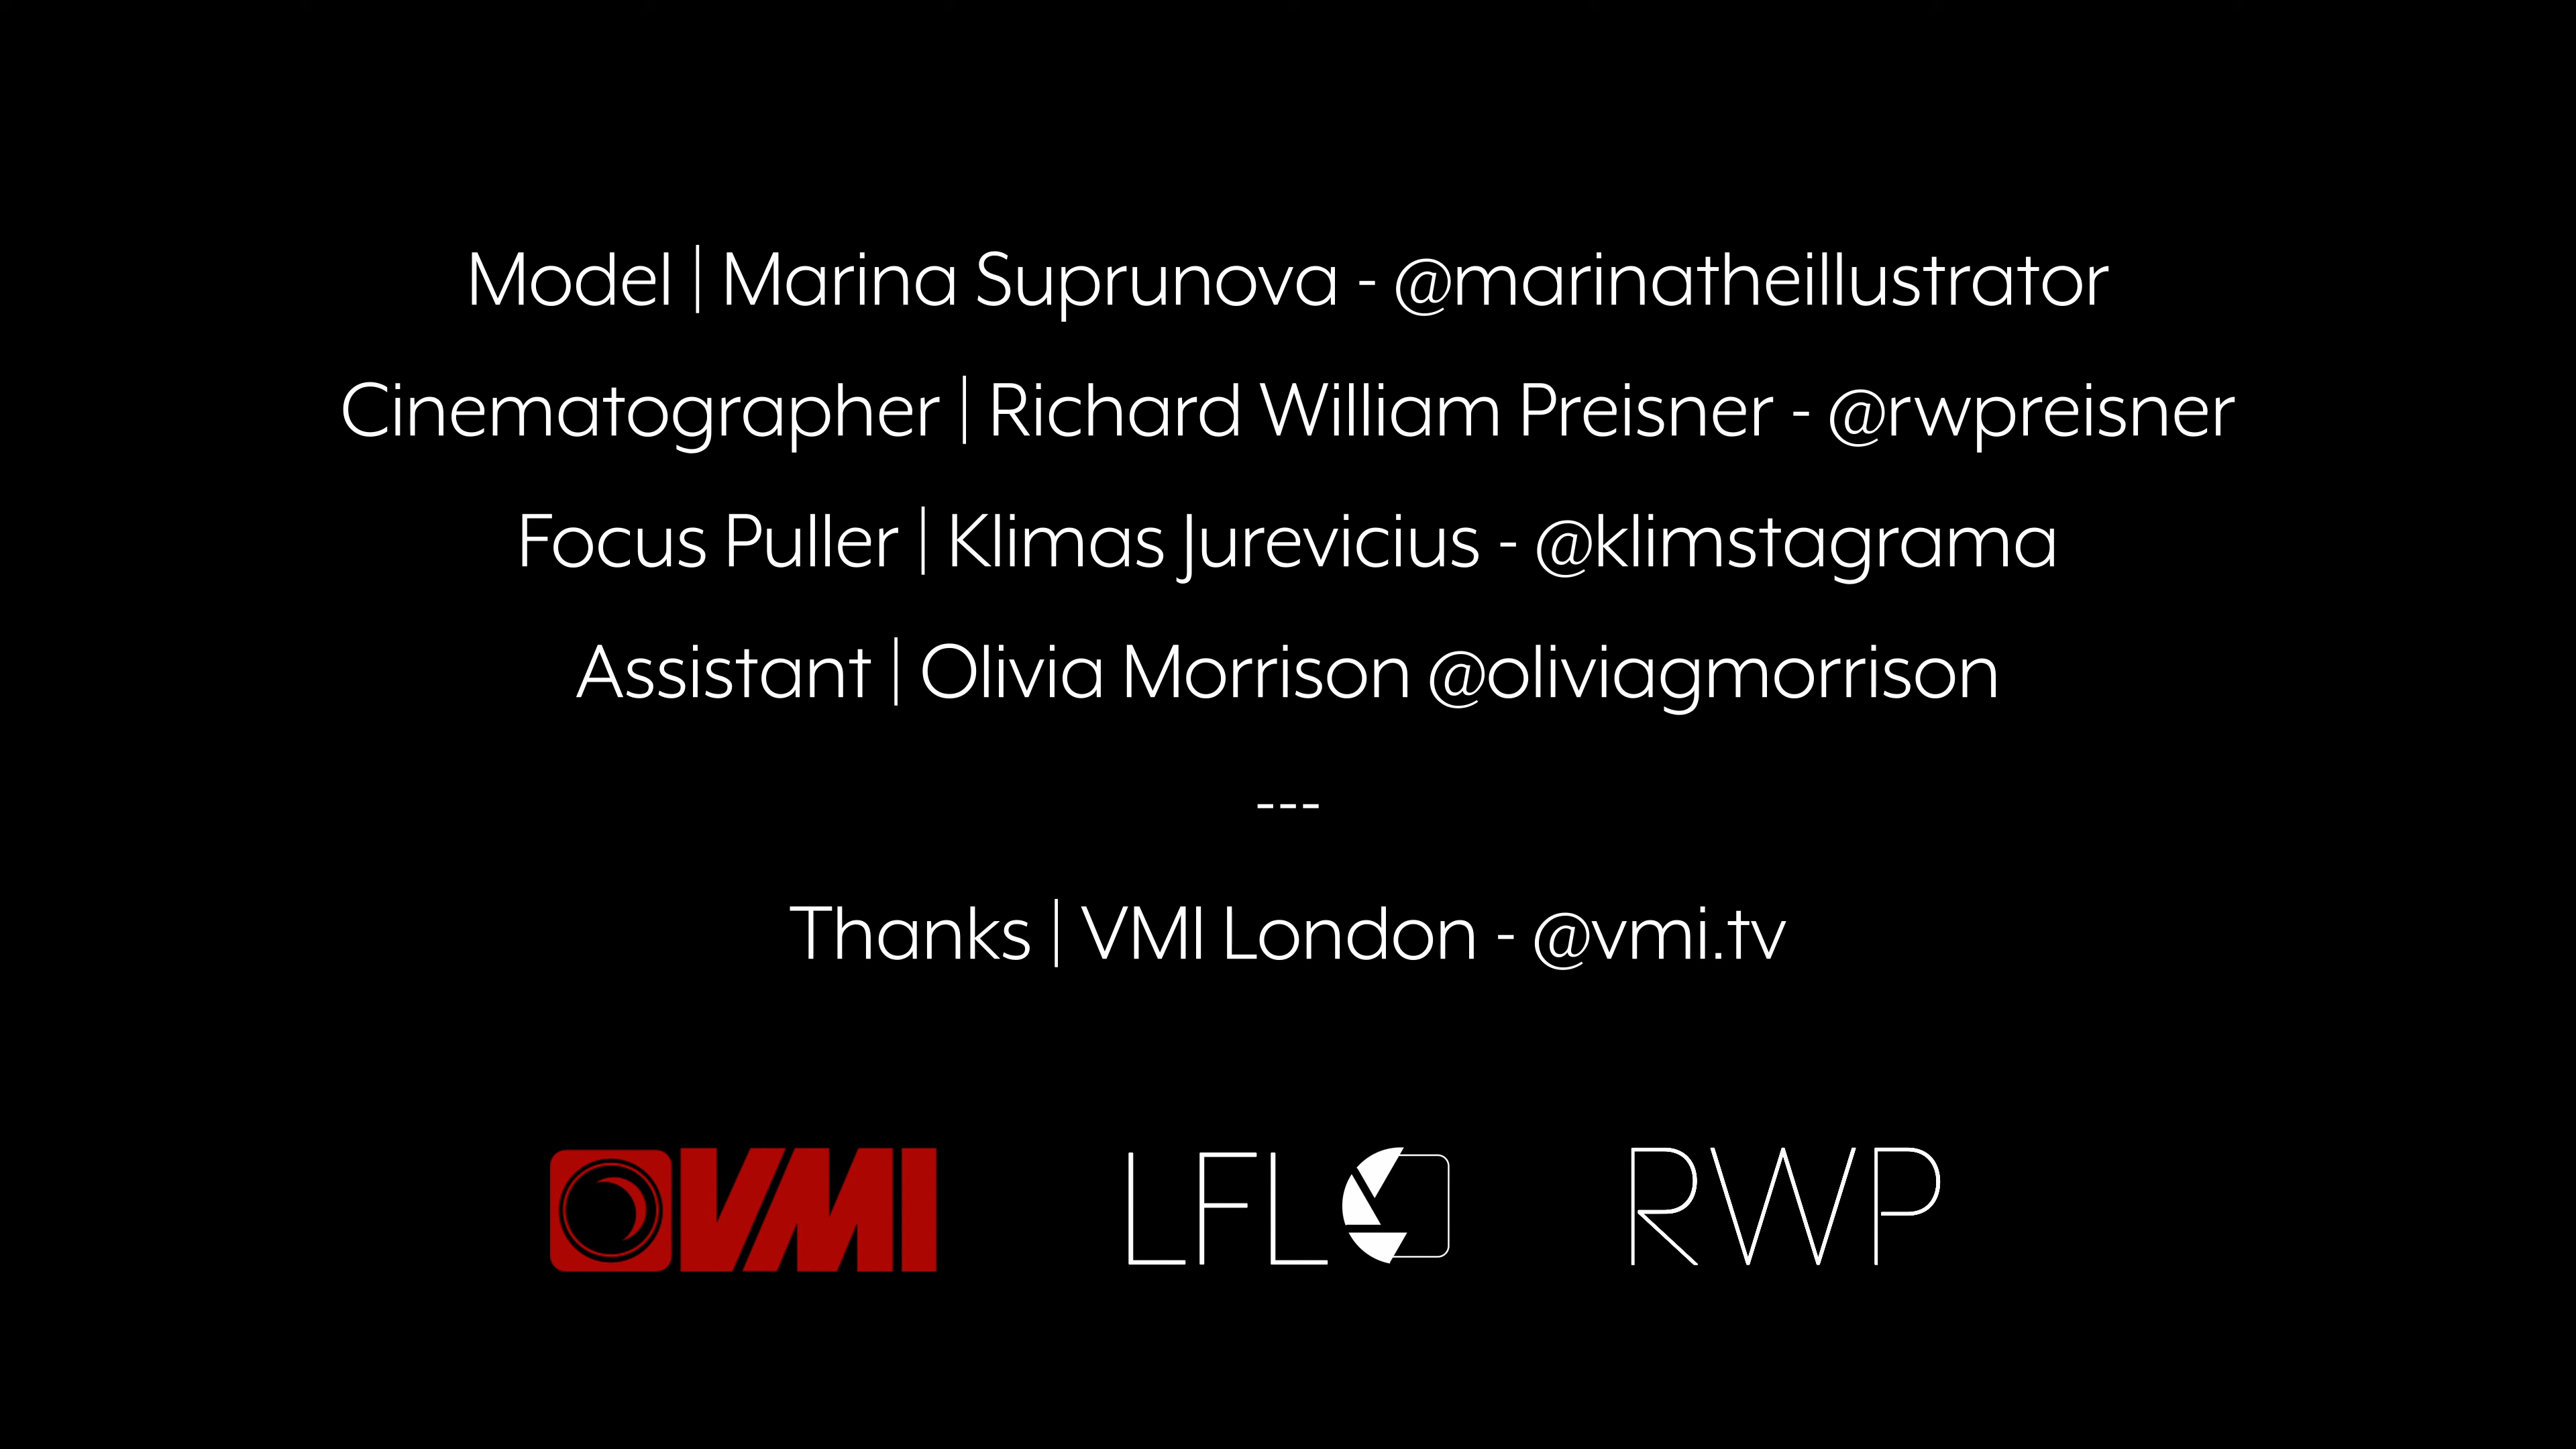 Model | Marina Suprunova - @marinatheillustrator
Cinematographer | Richard William Preisner - @rwpreisner
Focus Puller | Klimas Jurevicius - @klimstagrama
Assistant | Olivia Morrison @oliviagmorrison
---
Thanks | VMI London - @vmi.tv
VMI LFL RWP